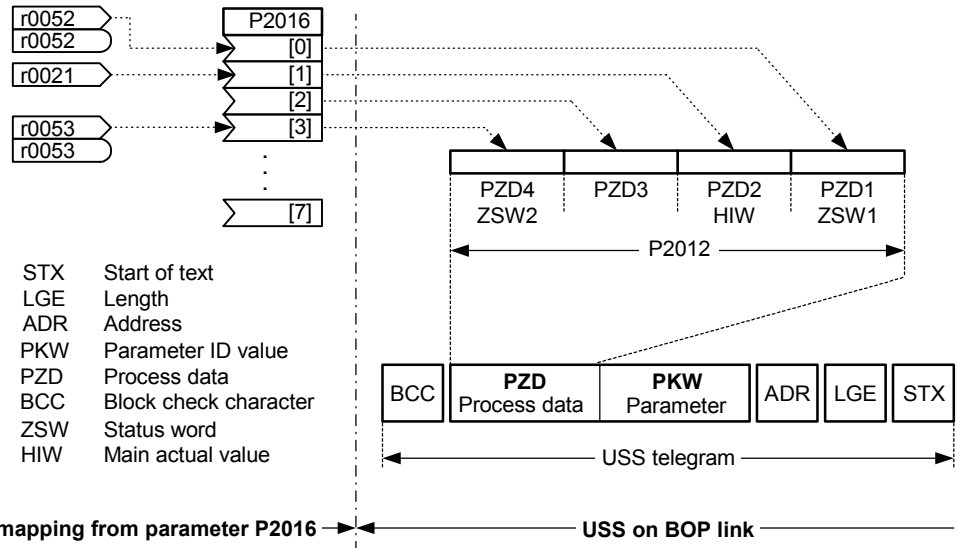 r0052
r0052
r0021
r0053
r0053
P2016
[0]
[1]
[2]
[3]
[7]
PZD4
ZSW2
PZD3
PZD2
HIW
PZD1
ZSW1
P2012
STX Start of text
LGE Length
ADR Address
PKW Parameter ID value
PZD Process data
BCC Block check character
ZSW Status word
HIW Main actual value
BCC
PZD
Process data
PKW
Parameter
ADR
LGE
STX
USS telegram
mapping from parameter P2016
USS on BOP link